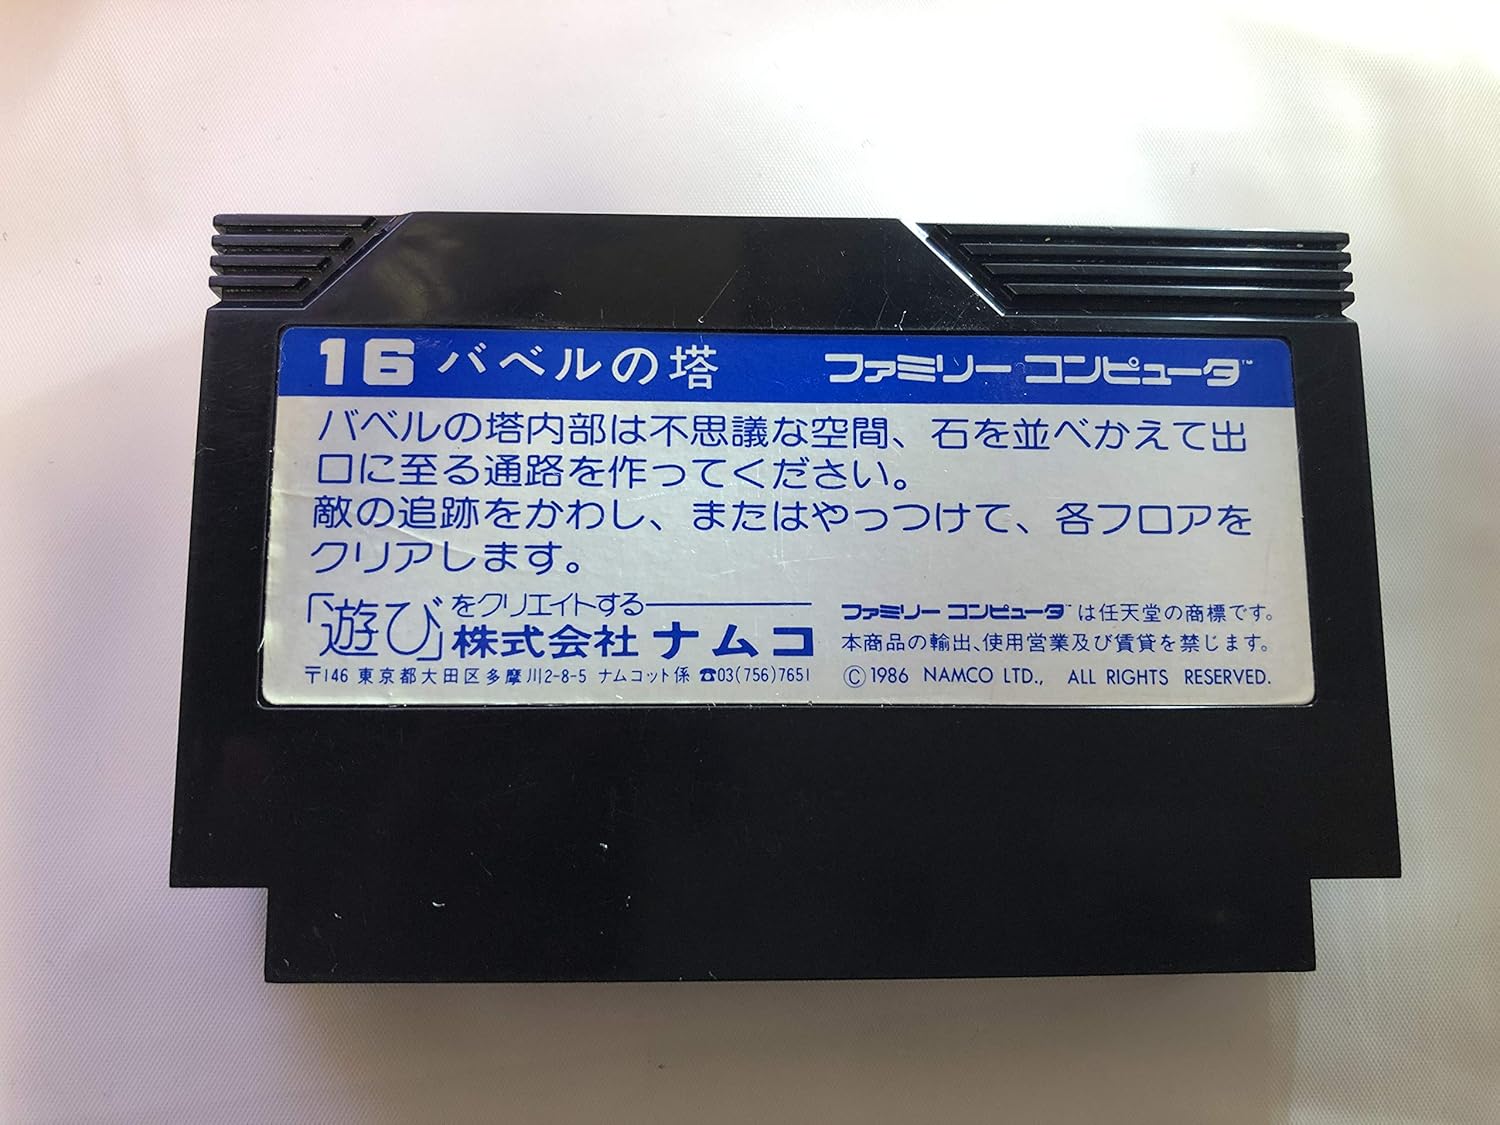 16 バベルの塔 ファミリー コンピュータ™
バベルの塔内部は不思議な空間、石を並べかえて出
口に至る通路を作ってください。
敵の追跡をかわし、またはやっつけて、各フロアを
クリアします。
「遊び」をクリエイトする
株式会社 ナムコ
〒146 東京都大田区多摩川2-8-5 ナムコット係 ☎03(756)7651
ファミリー コンピュータ™は任天堂の商標です。
本商品の輸出、使用営業及び賃貸を禁じます。
©1986 NAMCO LTD., ALL RIGHTS RESERVED.